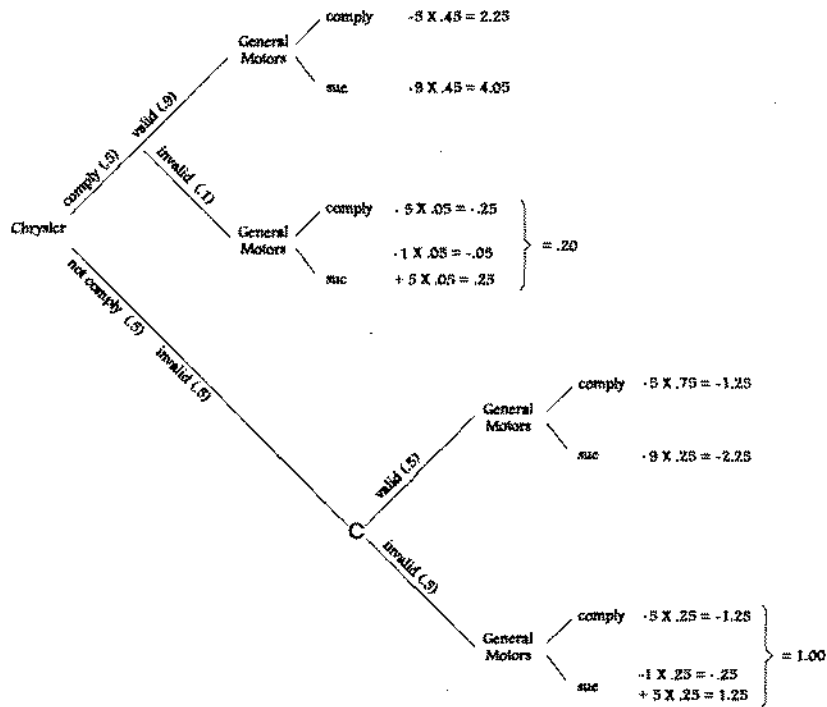 comply -5 X .45 = 2.25
General
Motors
sue -9 X .45 = 4.05
valid (.9)
comply (.5)
invalid (.1)
comply -5 X .05 = -.25
Chrysler
General
Motors
-1 X .05 = -.05
sue + 5 X .05 = .25
= .20
not comply (.5)
invalid (.5)
comply -5 X .75 = -1.25
General
Motors
sue -9 X .25 = -2.25
valid (.5)
C
invalid (.5)
comply -5 X .25 = -1.25
General
Motors
= 1.00
-1 X .25 = -.25
sue + 5 X .25 = 1.25